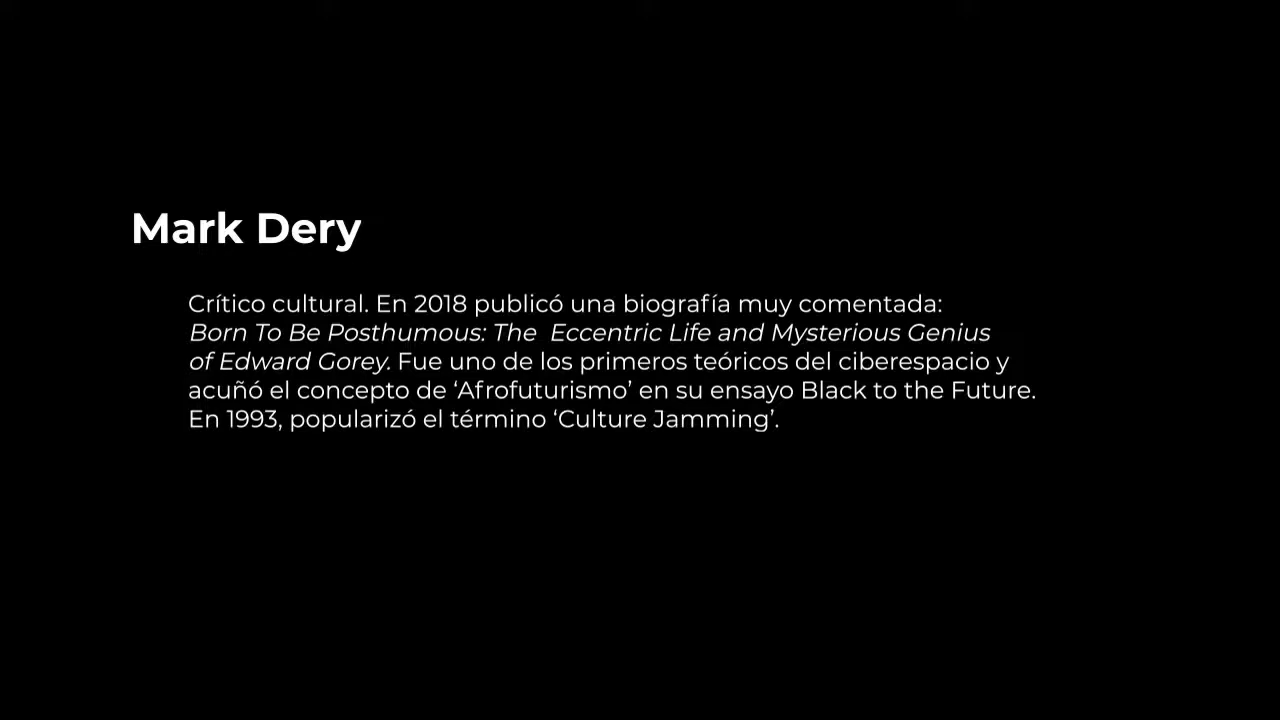 Mark Dery
Crítico cultural. En 2018 publicó una biografía muy comentada:
Born To Be Posthumous: The  Eccentric Life and Mysterious Genius
of Edward Gorey. Fue uno de los primeros teóricos del ciberespacio y
acuñó el concepto de ‘Afrofuturismo’ en su ensayo Black to the Future.
En 1993, popularizó el término ‘Culture Jamming’.